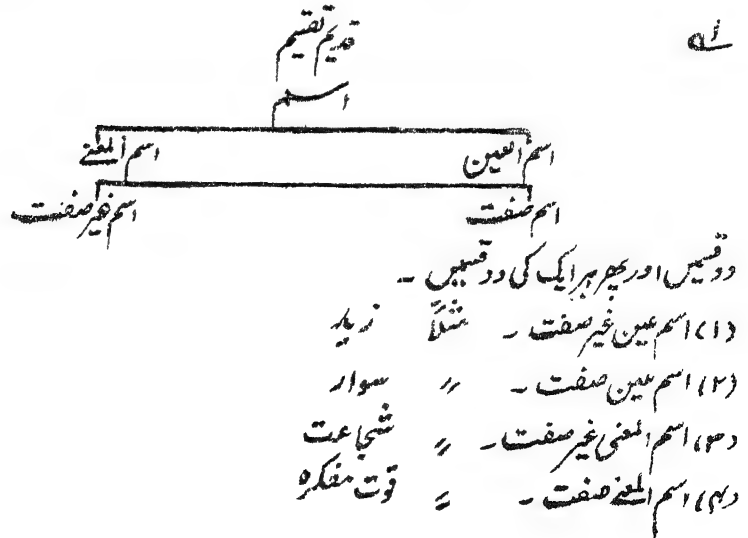 قدیم تقسیم
اسم
اسم العین اسم المعنے
اسم صفت اسم غیر صفت
دو قسمیں اور پھر ہر ایک کی دو قسمیں ۔
(۱) اسم عین غیر صفت ۔ مثلاً زید
(۲) اسم عین صفت ۔ 〃 سوار
(۳) اسم المعنی غیر صفت ۔ 〃 شجاعت
(۴) اسم المعنے صفت ۔ 〃 قوت مفکرہ